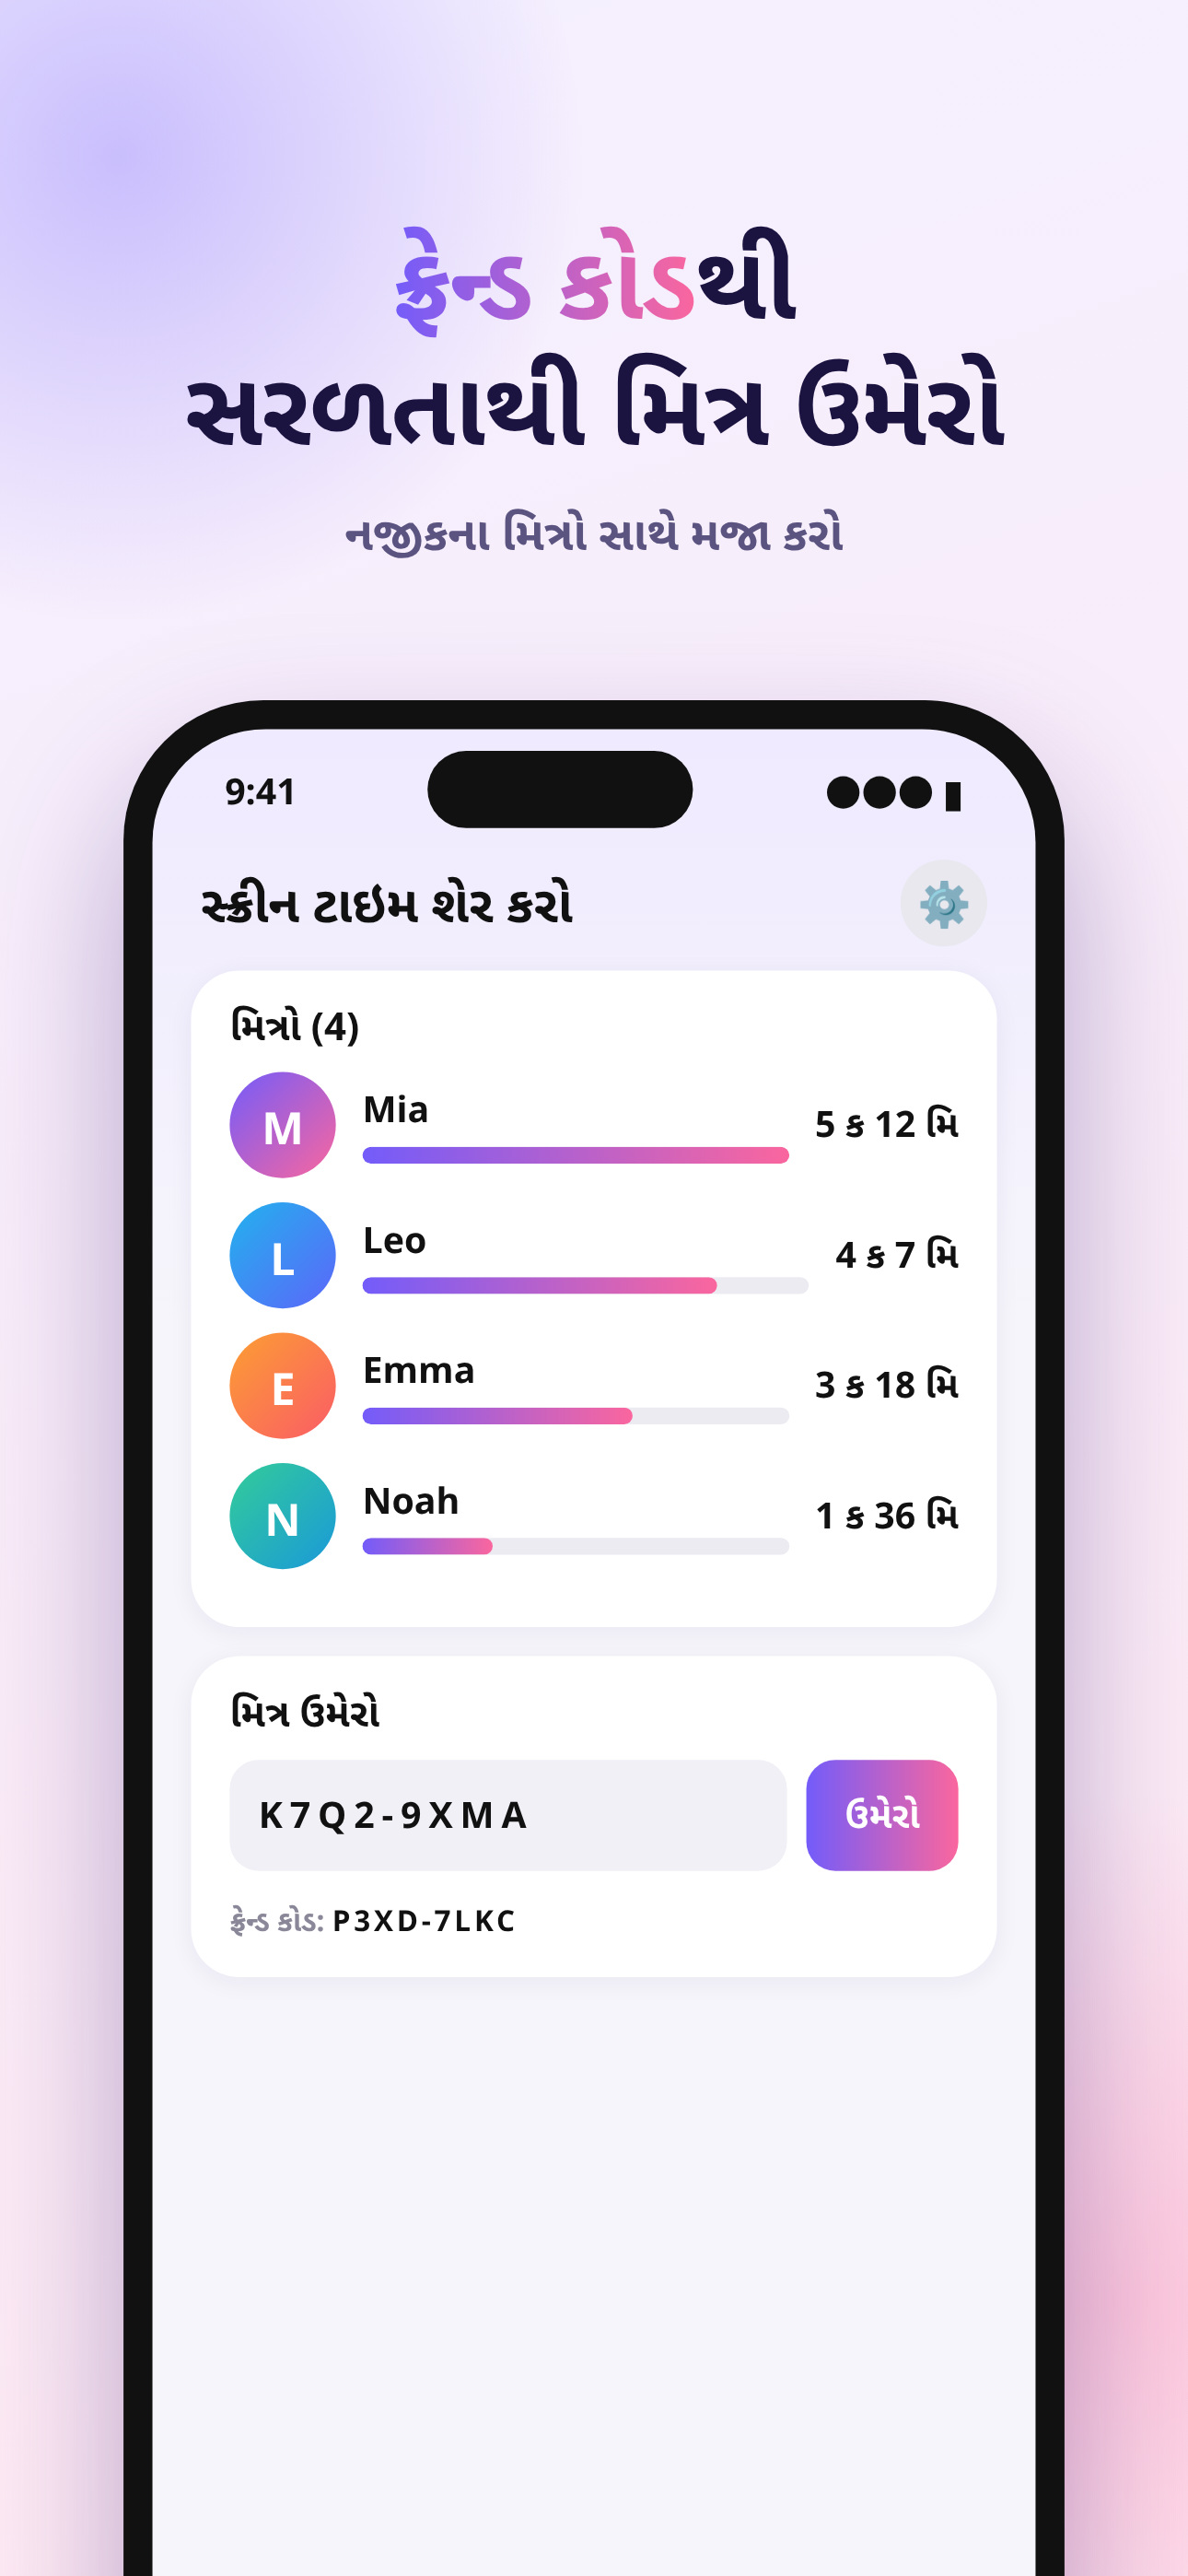 ફ્રેન્ડ કોડથી
સરળતાથી મિત્ર ઉમેરો
નજીકના મિત્રો સાથે મજા કરો
9:41
સ્ક્રીન ટાઇમ શેર કરો
મિત્રો (4)
M
Mia
5 ક 12 મિ
L
Leo
4 ક 7 મિ
E
Emma
3 ક 18 મિ
N
Noah
1 ક 36 મિ
મિત્ર ઉમેરો
K7Q2-9XMA
ઉમેરો
ફ્રેન્ડ કોડ: P3XD-7LKC